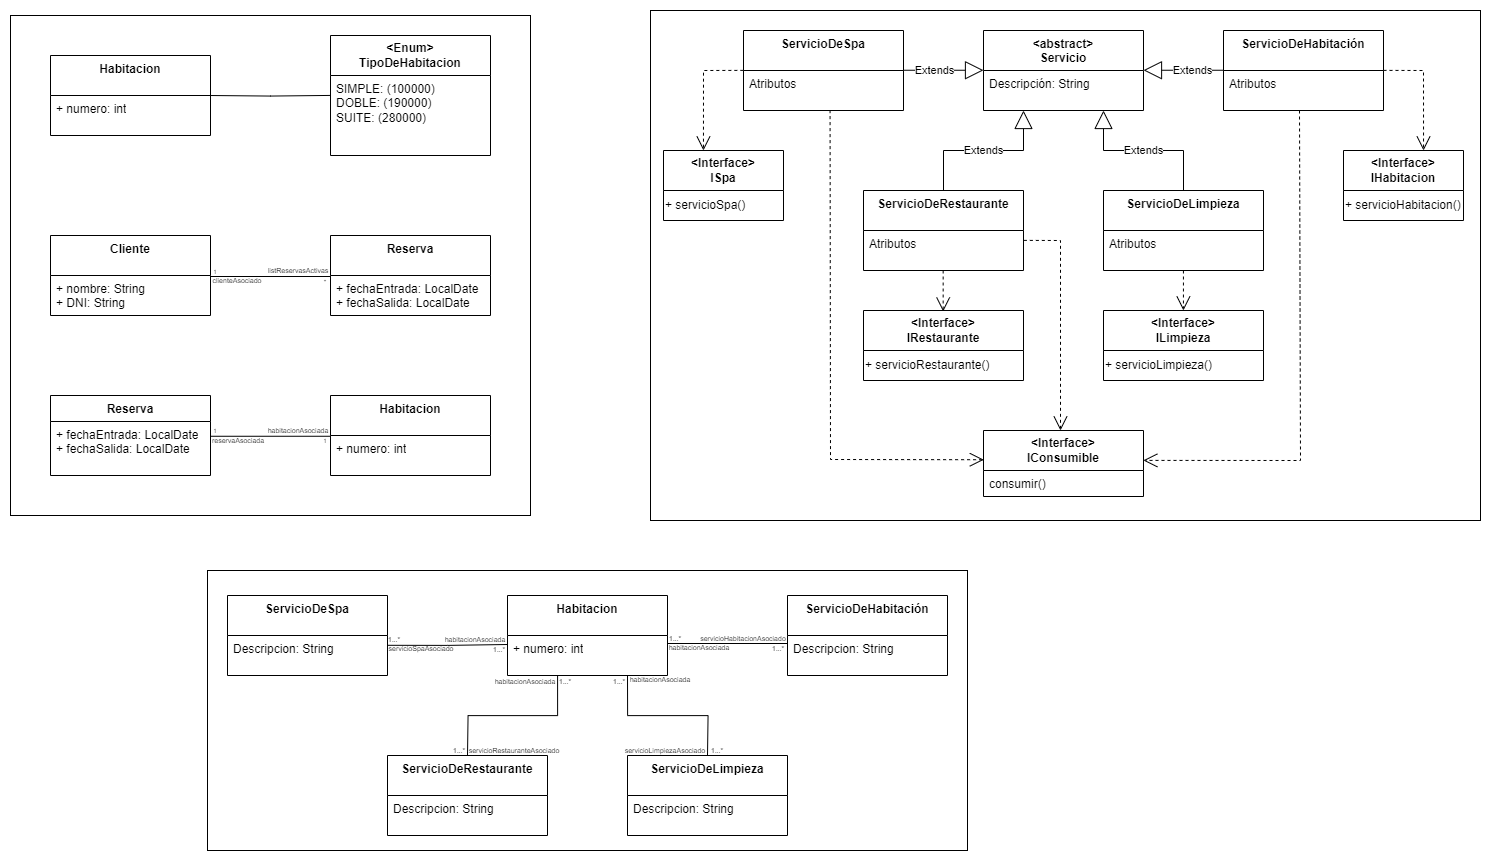 Habitacion
+ numero: int
<Enum>
TipoDeHabitacion
SIMPLE: (100000)
DOBLE: (190000)
SUITE: (280000)
Cliente
+ nombre: String
+ DNI: String
1
clienteAsociado
listReservasActivas
*
Reserva
+ fechaEntrada: LocalDate
+ fechaSalida: LocalDate
Reserva
+ fechaEntrada: LocalDate
+ fechaSalida: LocalDate
1
reservaAsociada
habitacionAsociada
1
Habitacion
+ numero: int
ServicioDeSpa
Atributos
Extends
<abstract>
Servicio
Descripción: String
Extends
ServicioDeHabitación
Atributos
<Interface>
ISpa
+ servicioSpa()
Extends
Extends
<Interface>
IHabitacion
+ servicioHabitacion()
ServicioDeRestaurante
Atributos
ServicioDeLimpieza
Atributos
<Interface>
IRestaurante
+ servicioRestaurante()
<Interface>
ILimpieza
+ servicioLimpieza()
<Interface>
IConsumible
consumir()
ServicioDeSpa
Descripcion: String
1...*
servicioSpaAsociado
habitacionAsociada
1...*
Habitacion
+ numero: int
1...*
habitacionAsociada
servicioHabitacionAsociado
1...*
ServicioDeHabitación
Descripcion: String
habitacionAsociada
1...*
1...*
habitacionAsociada
1...*
servicioRestauranteAsociado
servicioLimpiezaAsociado
1...*
ServicioDeRestaurante
Descripcion: String
ServicioDeLimpieza
Descripcion: String